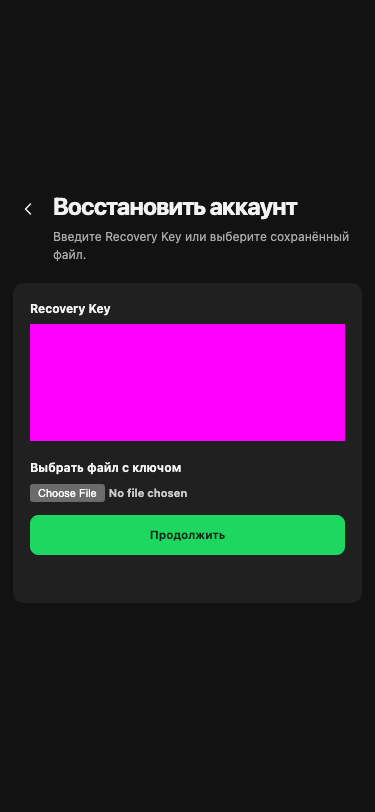 Восстановить аккаунт
Введите Recovery Key или выберите сохранённый
файл.
Recovery Key
Выбрать файл с ключом
Choose File No file chosen
Продолжить